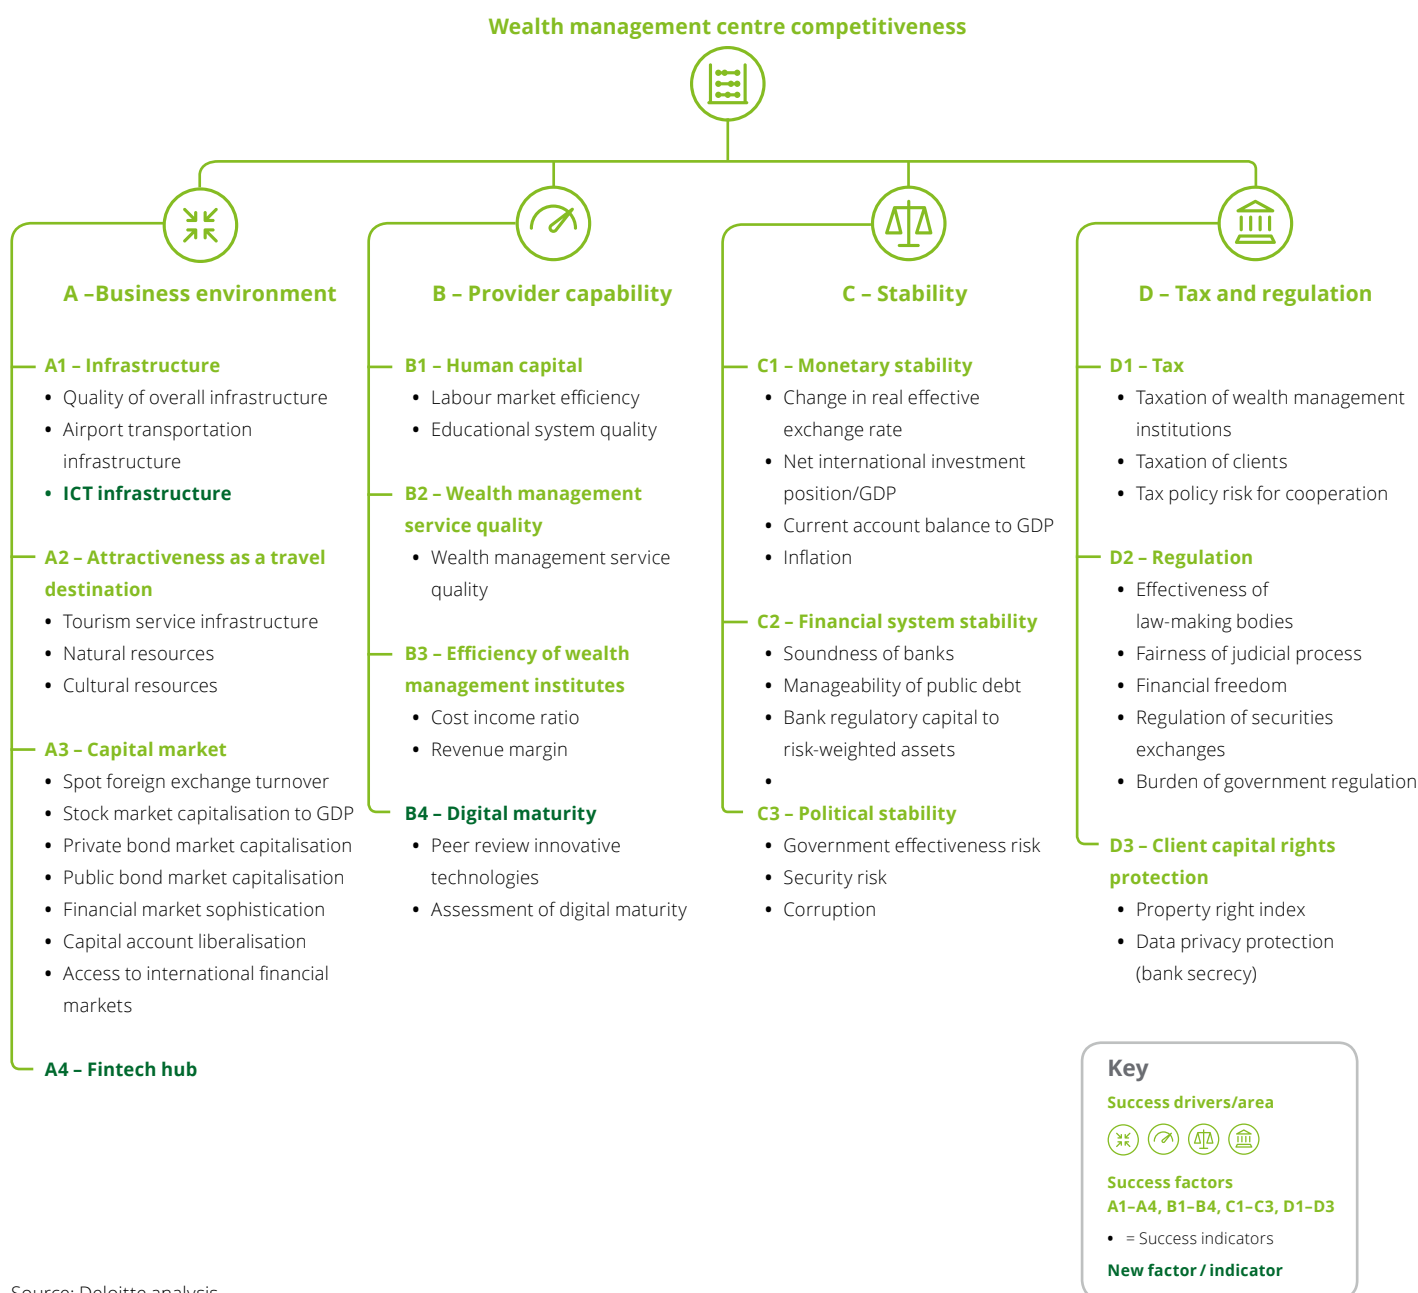 Wealth management centre competitiveness
A –Business environment
A1 – Infrastructure
• Quality of overall infrastructure
• Airport transportation
infrastructure
• ICT infrastructure
A2 – Attractiveness as a travel
destination
• Tourism service infrastructure
• Natural resources
• Cultural resources
A3 – Capital market
• Spot foreign exchange turnover
• Stock market capitalisation to GDP
• Private bond market capitalisation
• Public bond market capitalisation
• Financial market sophistication
• Capital account liberalisation
• Access to international financial
markets
A4 – Fintech hub
B – Provider capability
B1 – Human capital
• Labour market efficiency
• Educational system quality
B2 – Wealth management
service quality
• Wealth management service
quality
B3 – Efficiency of wealth
management institutes
• Cost income ratio
• Revenue margin
B4 – Digital maturity
• Peer review innovative
technologies
• Assessment of digital maturity
C – Stability
C1 – Monetary stability
• Change in real effective
exchange rate
• Net international investment
position/GDP
• Current account balance to GDP
• Inflation
C2 – Financial system stability
• Soundness of banks
• Manageability of public debt
• Bank regulatory capital to
risk-weighted assets
•
C3 – Political stability
• Government effectiveness risk
• Security risk
• Corruption
D – Tax and regulation
D1 – Tax
• Taxation of wealth management
institutions
• Taxation of clients
• Tax policy risk for cooperation
D2 – Regulation
• Effectiveness of
law-making bodies
• Fairness of judicial process
• Financial freedom
• Regulation of securities
exchanges
• Burden of government regulation
D3 – Client capital rights
protection
• Property right index
• Data privacy protection
(bank secrecy)
Key
Success drivers/area
Success factors
A1–A4, B1–B4, C1–C3, D1–D3
• = Success indicators
New factor / indicator
Source: Deloitte analysis